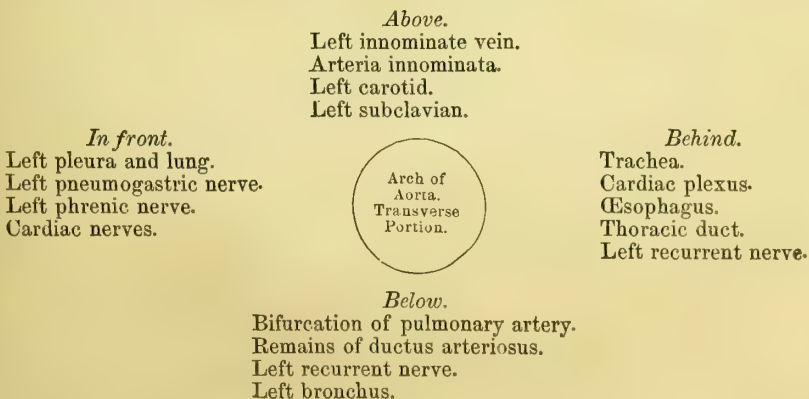 Above.
Left innominate vein.
Arteria innominata.
Left carotid.
Left subclavian.
In front.
Left pleura and lung.
Left pneumogastric nerve.
Left phrenic nerve.
Cardiac nerves.
Arch of
Aorta.
Transverse
Portion.
Behind.
Trachea.
Cardiac plexus.
Œsophagus.
Thoracic duct.
Left recurrent nerve.
Below.
Bifurcation of pulmonary artery.
Remains of ductus arteriosus.
Left recurrent nerve.
Left bronchus.